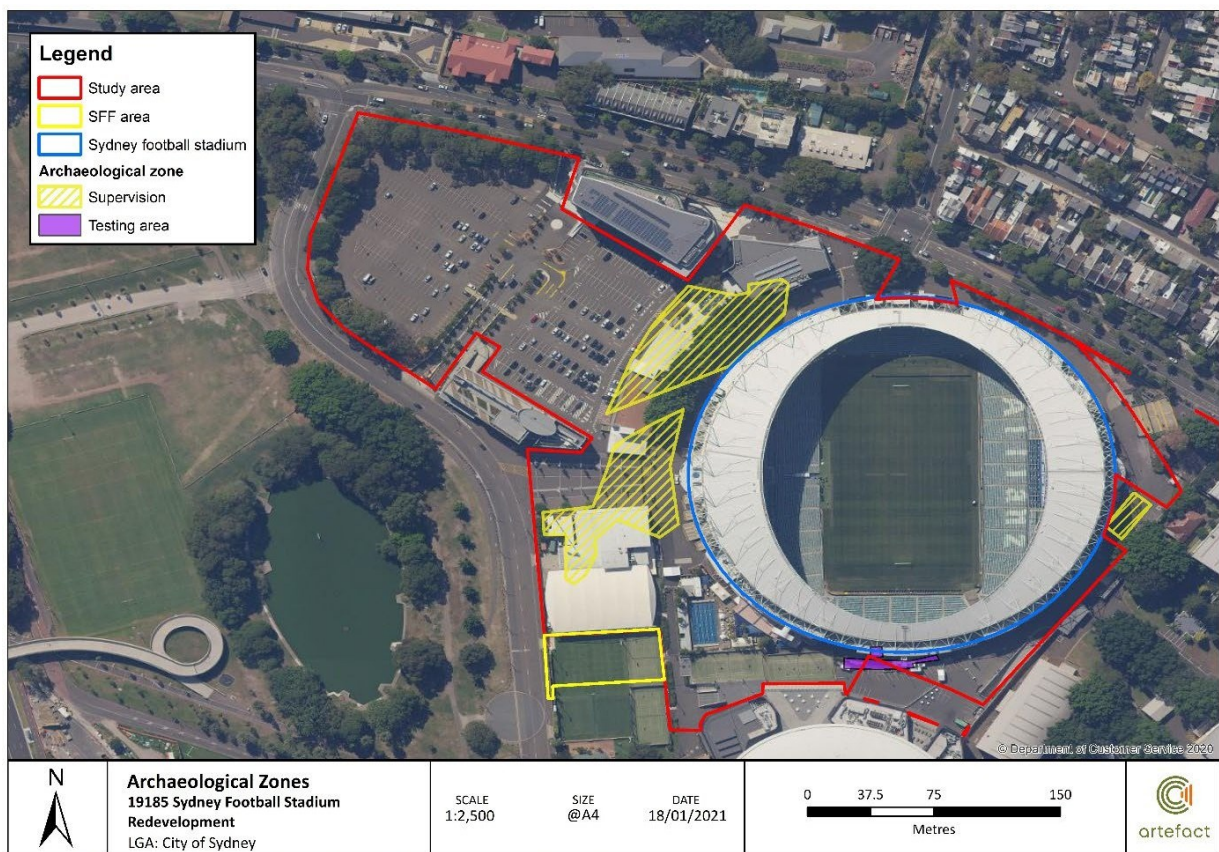 Legend
Study area
SFF area
Sydney football stadium
Archaeological zone
Supervision
Testing area
© Department of Customer Service 2020
N
Archaeological Zones
19185 Sydney Football Stadium
Redevelopment
LGA: City of Sydney
SCALE
1:2,500
SIZE
@A4
DATE
18/01/2021
0 37.5 75 150
Metres
artefact